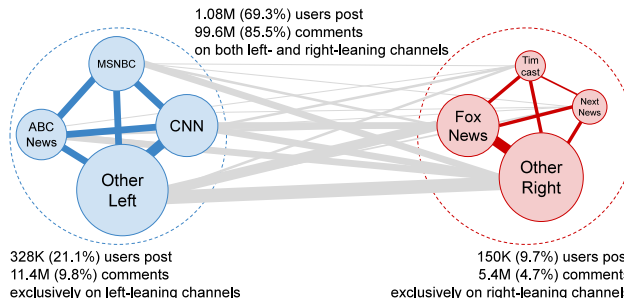 1.08M (69.3%) users post
99.6M (85.5%) comments
on both left- and right-leaning channels
MSNBC
ABC
News
CNN
Other
Left
Tim
cast
Next
News
Fox
News
Other
Right
328K (21.1%) users post
11.4M (9.8%) comments
exclusively on left-leaning channels
150K (9.7%) users post
5.4M (4.7%) comments
exclusively on right-leaning channels